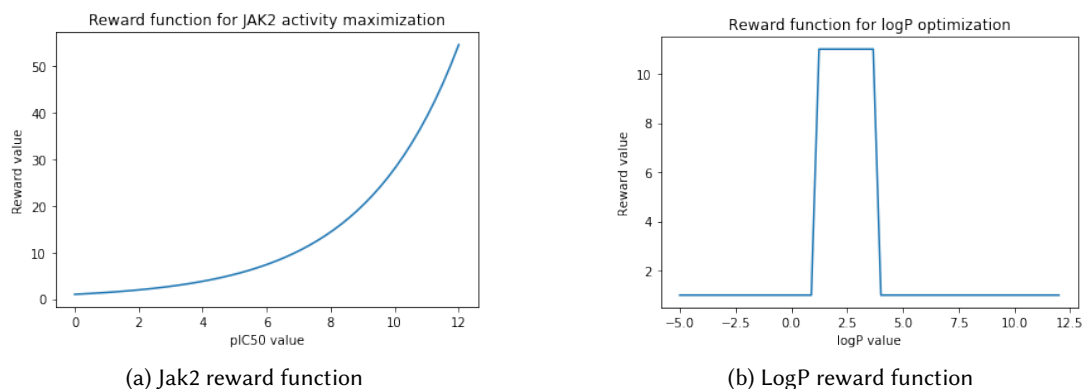 Reward function for JAK2 activity maximization
50
40
30
20
10
0
Reward value
0 2 4 6 8 10 12
pIC50 value
(a) Jak2 reward function
Reward function for logP optimization
10
8
6
4
2
Reward value
−5.0 −2.5 0.0 2.5 5.0 7.5 10.0 12.5
logP value
(b) LogP reward function